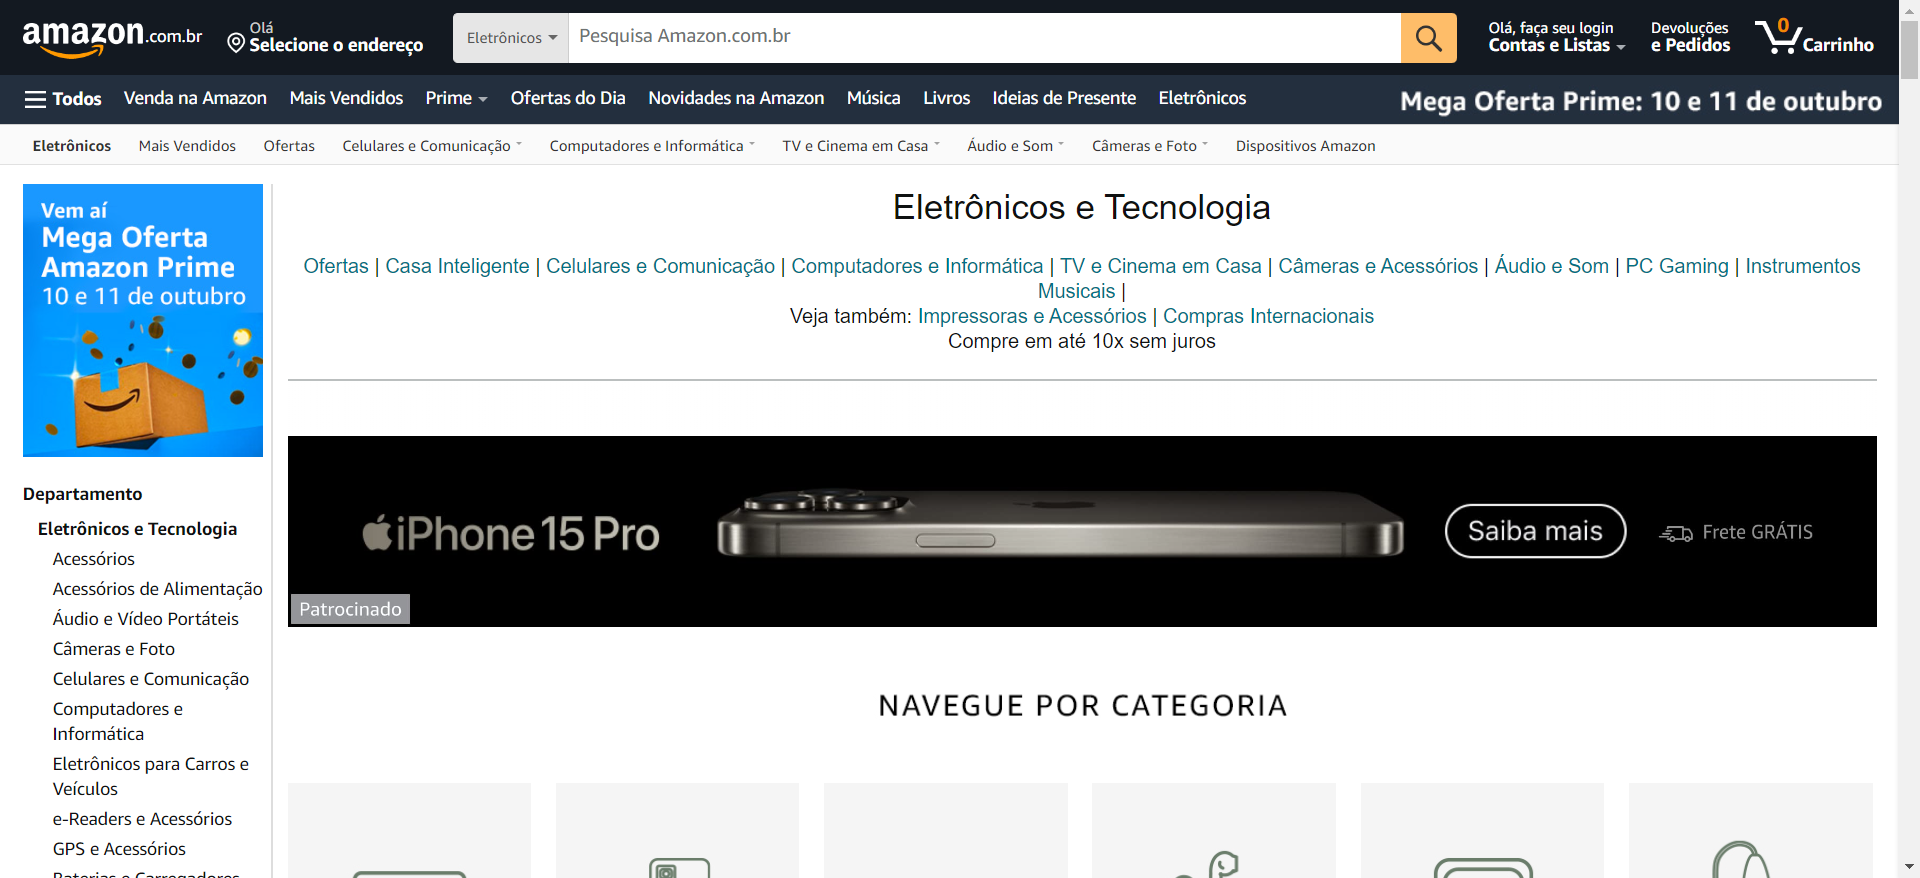 amazon.com.br
Olá
Selecione o endereço
Eletrônicos
Pesquisa Amazon.com.br
Olá, faça seu login
Contas e Listas
Devoluções
e Pedidos
0
Carrinho
Todos
Venda na Amazon
Mais Vendidos
Prime
Ofertas do Dia
Novidades na Amazon
Música
Livros
Ideias de Presente
Eletrônicos
Mega Oferta Prime: 10 e 11 de outubro
Eletrônicos
Mais Vendidos
Ofertas
Celulares e Comunicação
Computadores e Informática
TV e Cinema em Casa
Áudio e Som
Câmeras e Foto
Dispositivos Amazon
Vem aí
Mega Oferta
Amazon Prime
10 e 11 de outubro
Departamento
Eletrônicos e Tecnologia
Acessórios
Acessórios de Alimentação
Áudio e Vídeo Portáteis
Câmeras e Foto
Celulares e Comunicação
Computadores e
Informática
Eletrônicos para Carros e
Veículos
e-Readers e Acessórios
GPS e Acessórios
Baterias e Carregadores
Eletrônicos e Tecnologia
Ofertas | Casa Inteligente | Celulares e Comunicação | Computadores e Informática | TV e Cinema em Casa | Câmeras e Acessórios | Áudio e Som | PC Gaming | Instrumentos
Musicais |
Veja também: Impressoras e Acessórios | Compras Internacionais
Compre em até 10x sem juros
iPhone 15 Pro
Saiba mais
Frete GRÁTIS
Patrocinado
NAVEGUE POR CATEGORIA